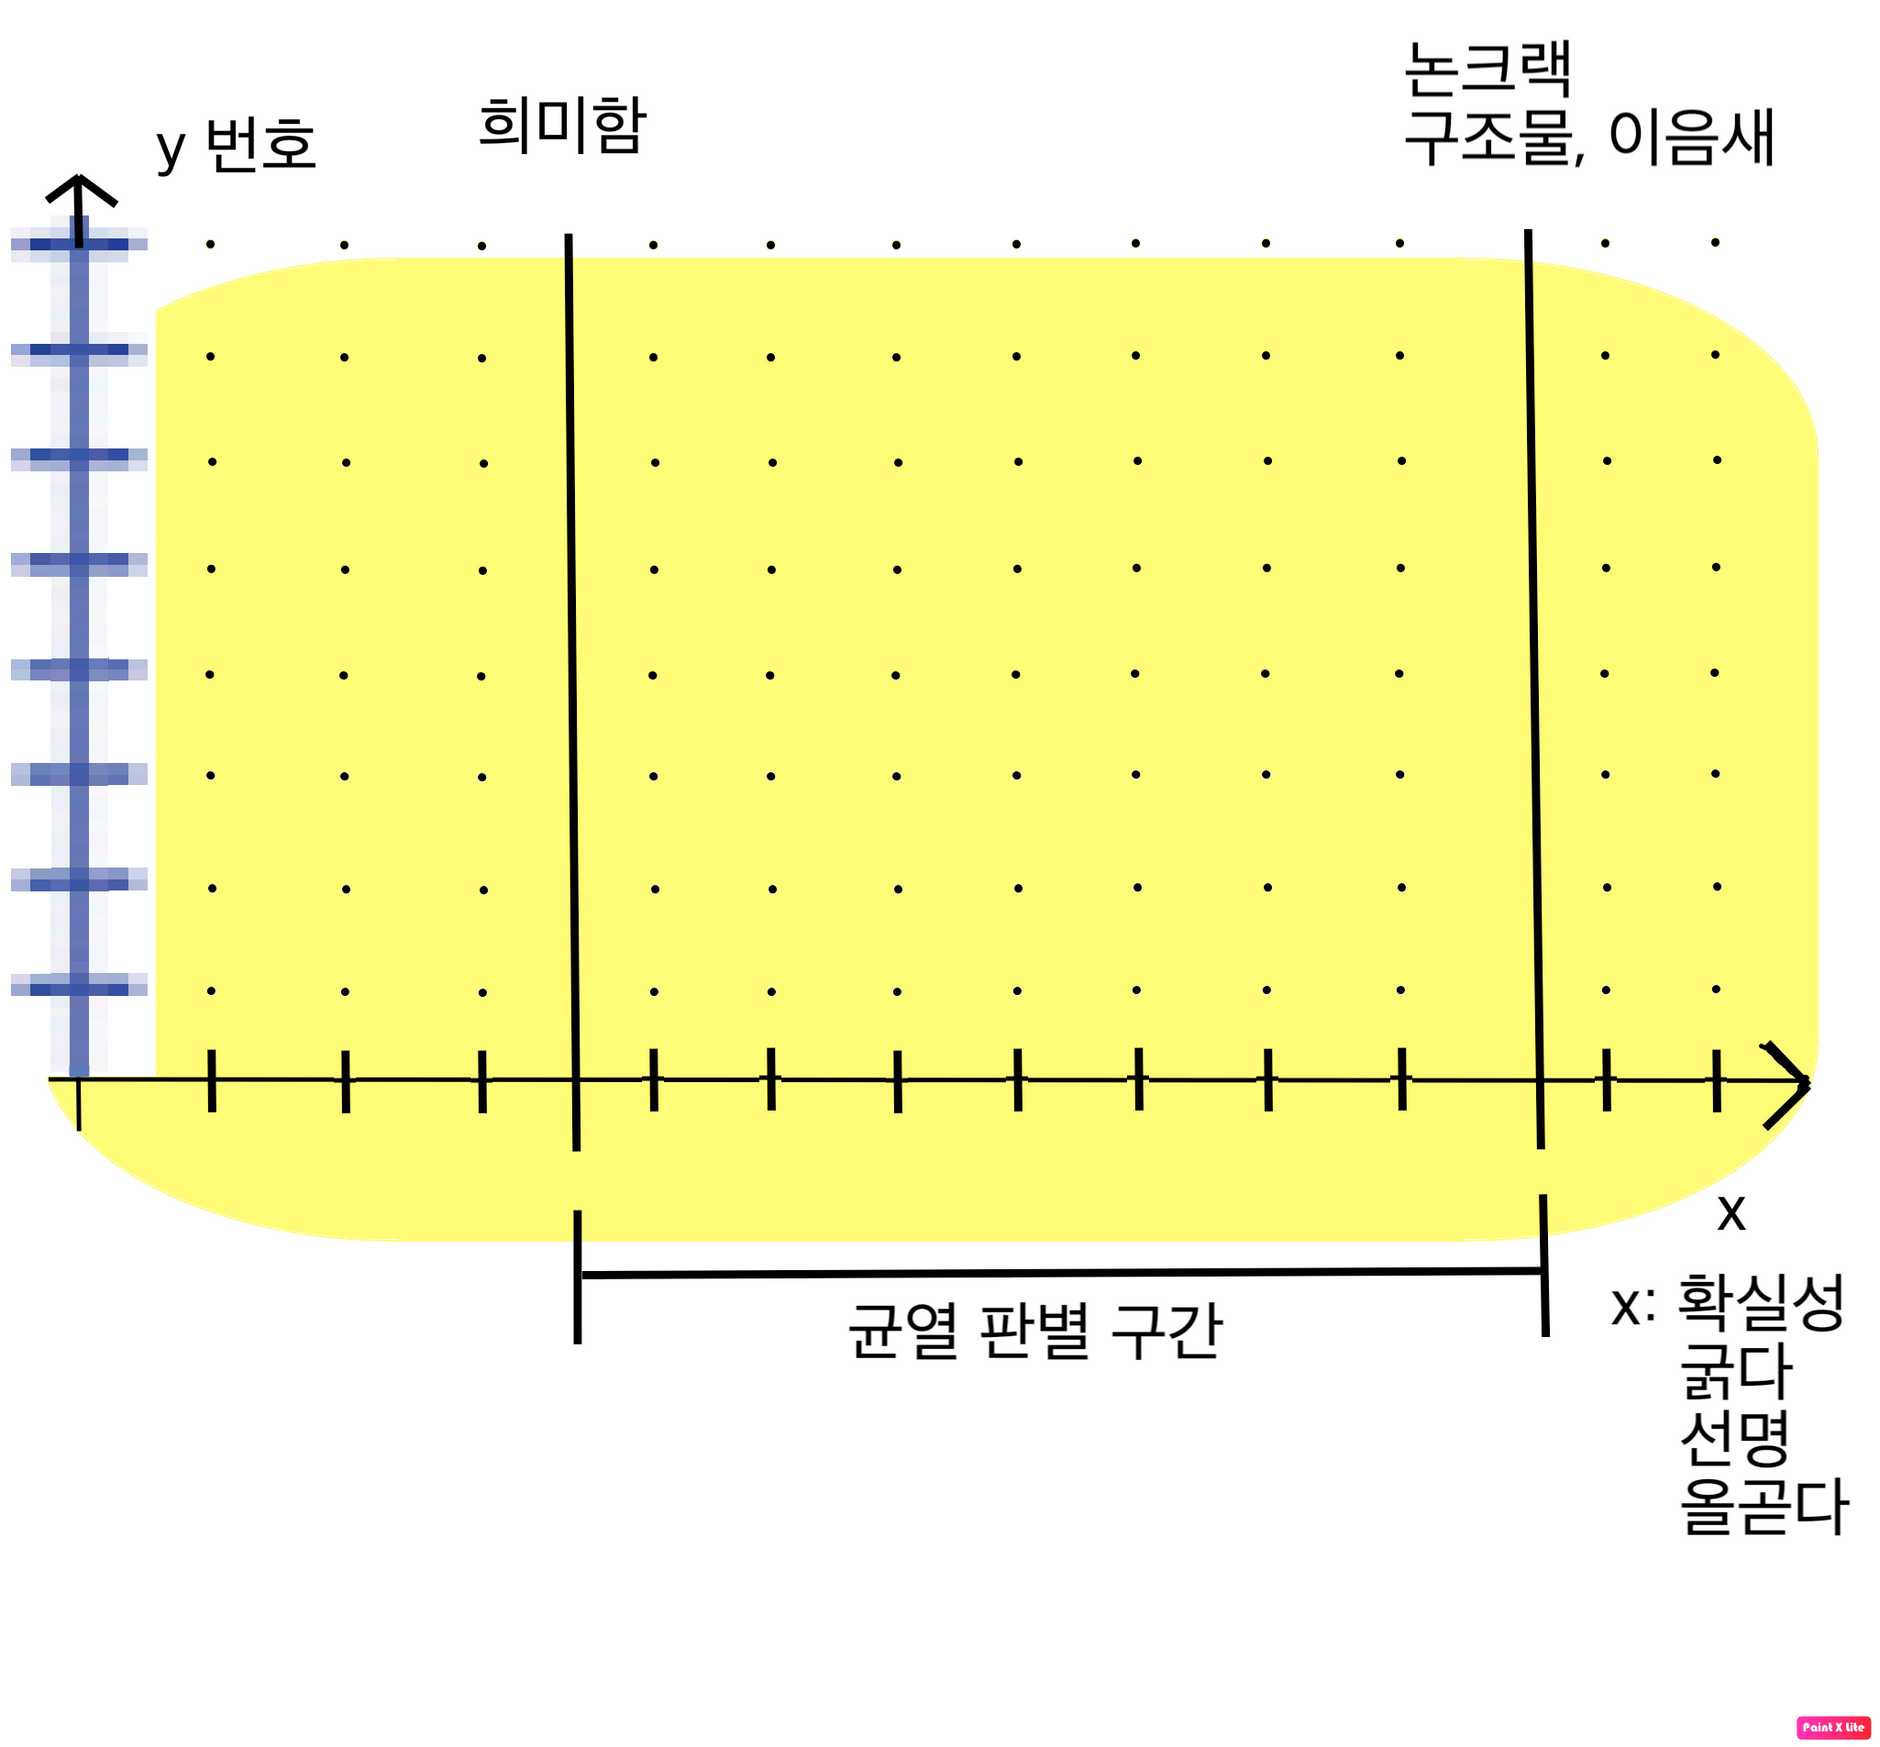 논크랙
구조물, 이음새
희미함
y 번호
x
균열 판별 구간
x: 확실성
굵다
선명
올곧다
Paint X Lite